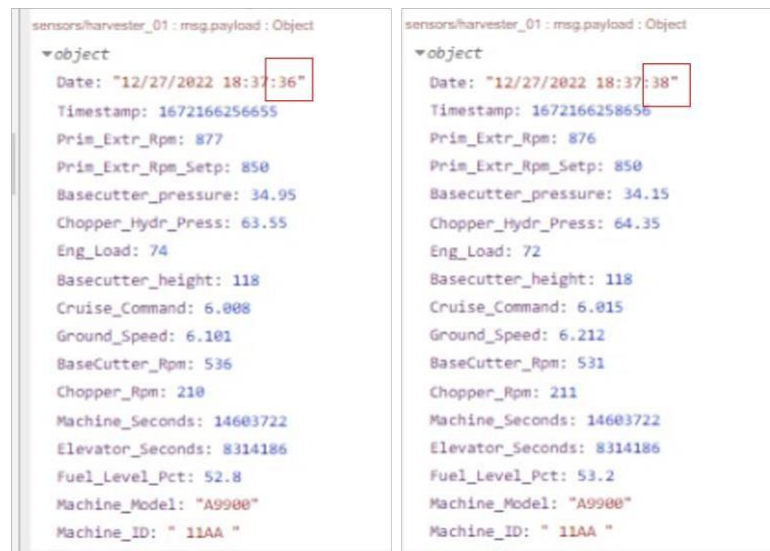 sensors/harvester_01 : msg.payload : Object
▾object
Date: "12/27/2022 18:37:36"
Timestamp: 1672166256655
Prim_Extr_Rpm: 877
Prim_Extr_Rpm_Setp: 850
Basecutter_pressure: 34.95
Chopper_Hydr_Press: 63.55
Eng_Load: 74
Basecutter_height: 118
Cruise_Command: 6.008
Ground_Speed: 6.101
BaseCutter_Rpm: 536
Chopper_Rpm: 210
Machine_Seconds: 14603722
Elevator_Seconds: 8314186
Fuel_Level_Pct: 52.8
Machine_Model: "A9900"
Machine_ID: " 11AA "
sensors/harvester_01 : msg.payload : Object
▾object
Date: "12/27/2022 18:37:38"
Timestamp: 1672166258656
Prim_Extr_Rpm: 876
Prim_Extr_Rpm_Setp: 850
Basecutter_pressure: 34.15
Chopper_Hydr_Press: 64.35
Eng_Load: 72
Basecutter_height: 118
Cruise_Command: 6.015
Ground_Speed: 6.212
BaseCutter_Rpm: 531
Chopper_Rpm: 211
Machine_Seconds: 14603722
Elevator_Seconds: 8314186
Fuel_Level_Pct: 53.2
Machine_Model: "A9900"
Machine_ID: " 11AA "